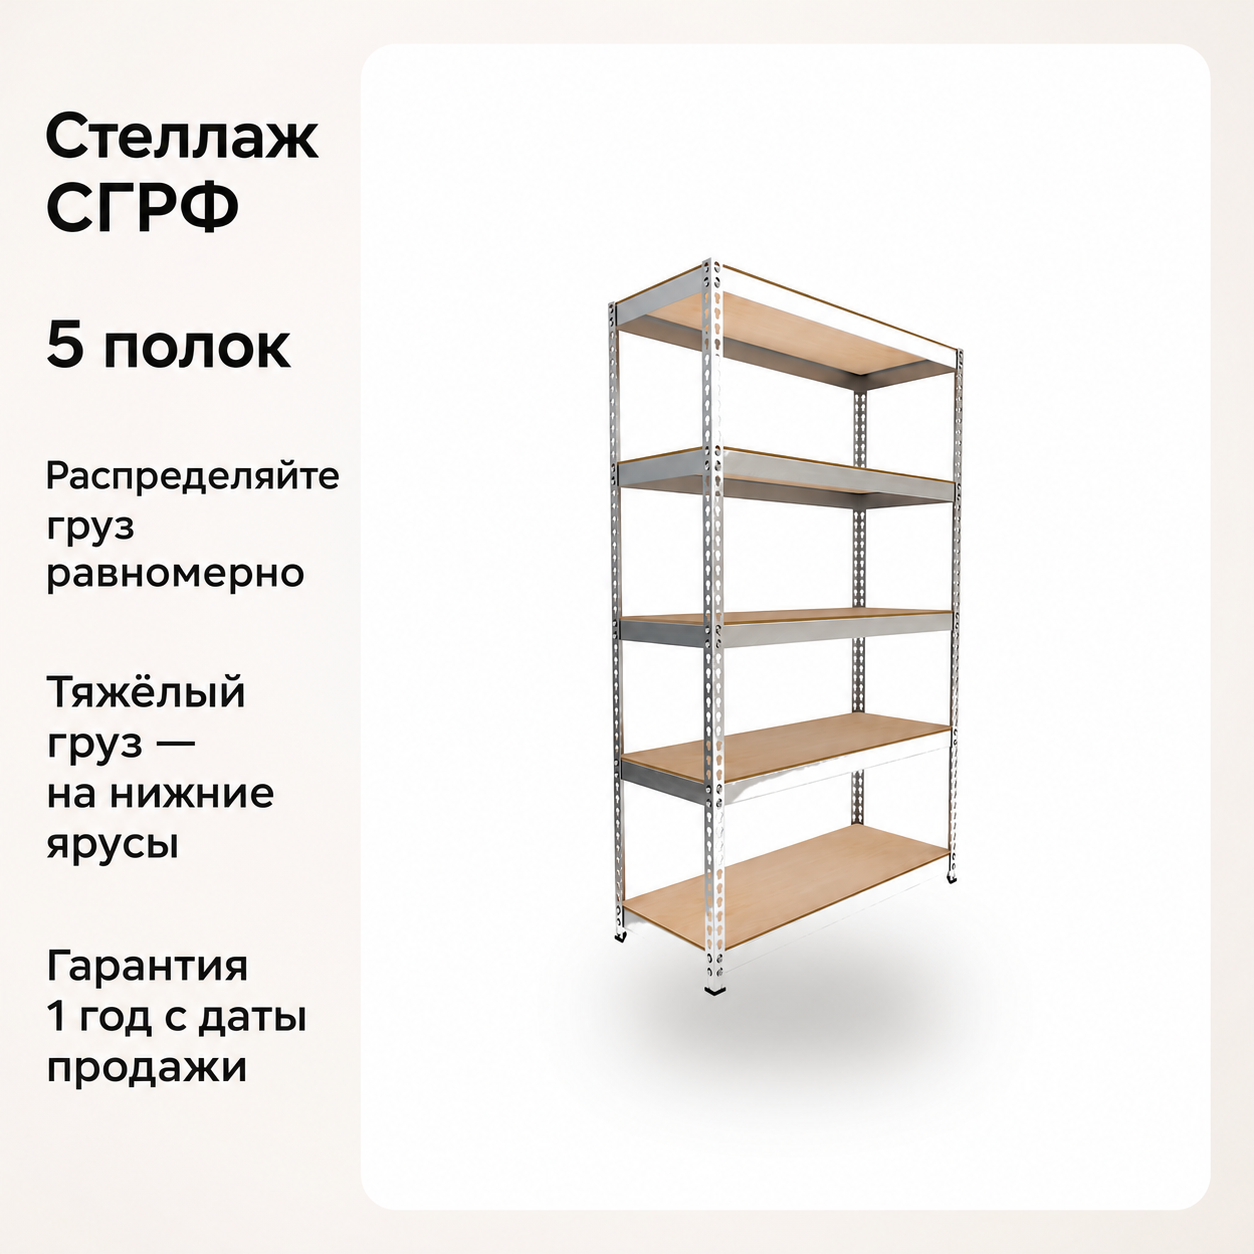 Стеллаж
СГРФ
5 полок
Распределяйте
груз
равномерно
Тяжёлый
груз —
на нижние
ярусы
Гарантия
1 год с даты
продажи